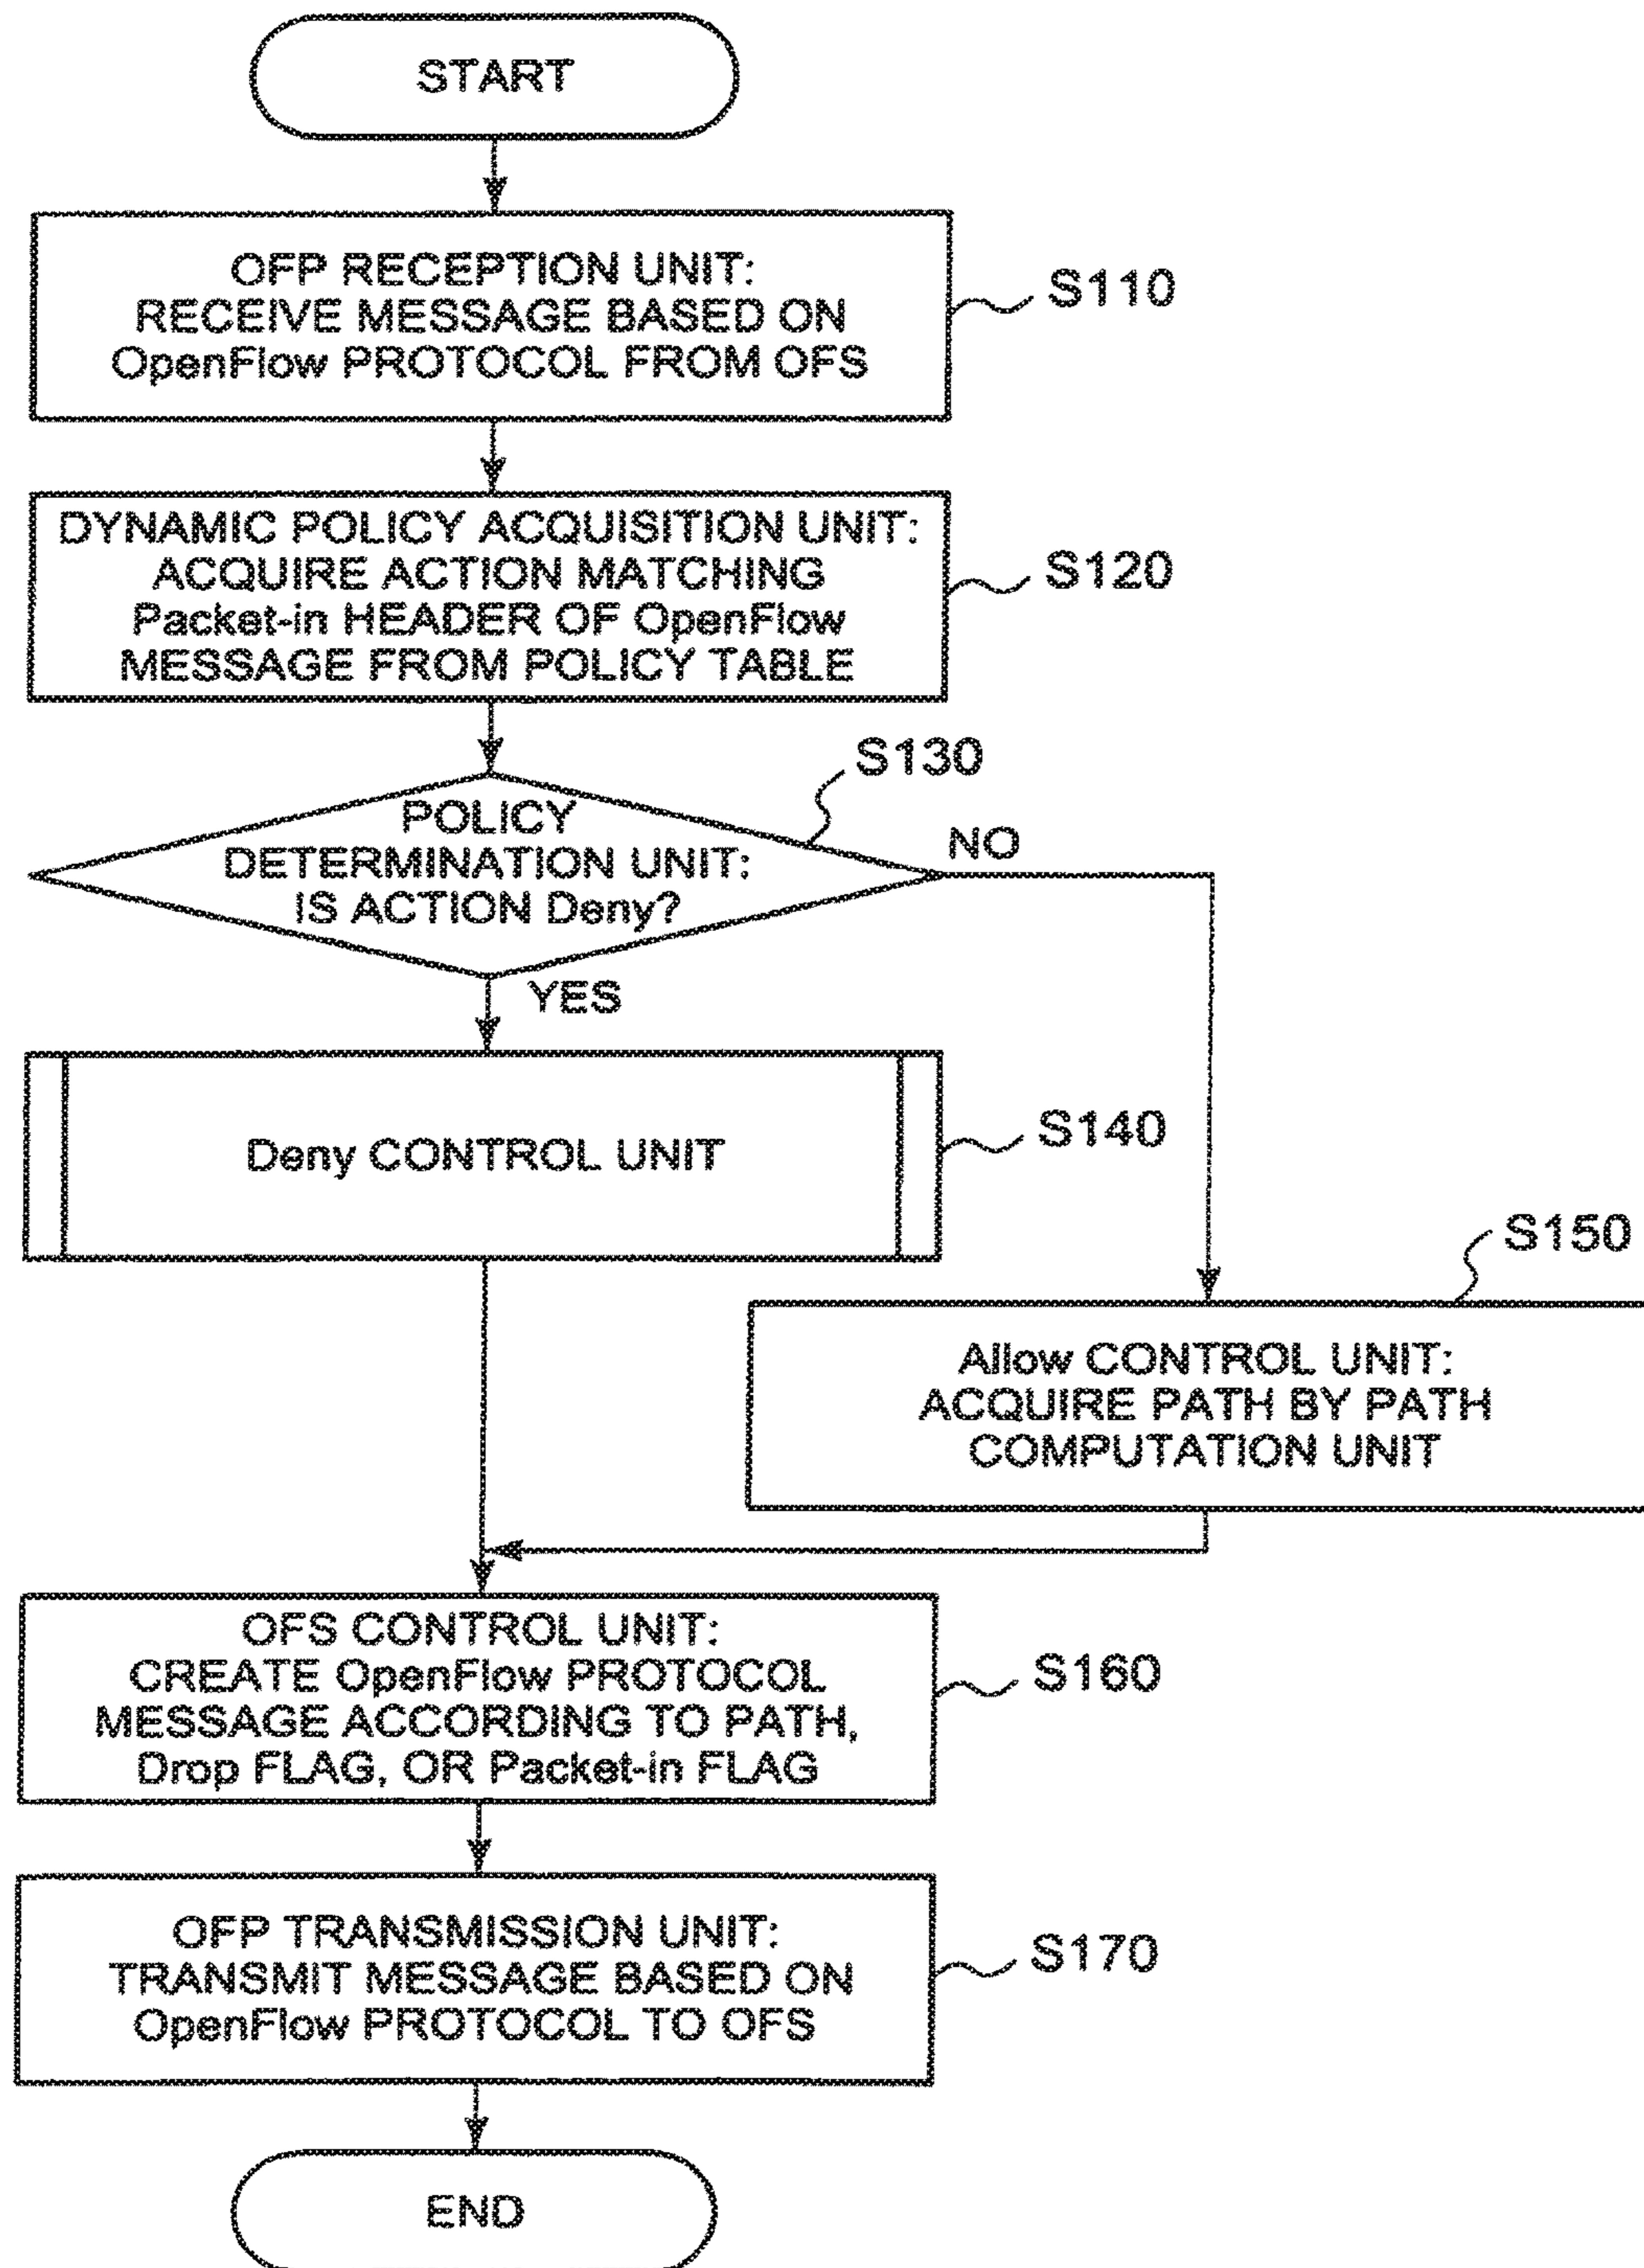 START
OFP RECEPTION UNIT:
RECEIVE MESSAGE BASED ON
OpenFlow PROTOCOL FROM OFS
S110
DYNAMIC POLICY ACQUISITION UNIT:
ACQUIRE ACTION MATCHING
Packet-in HEADER OF OpenFlow
MESSAGE FROM POLICY TABLE
S120
S130
POLICY
DETERMINATION UNIT:
IS ACTION Deny?
NO
YES
Deny CONTROL UNIT
S140
S150
Allow CONTROL UNIT:
ACQUIRE PATH BY PATH
COMPUTATION UNIT
OFS CONTROL UNIT:
CREATE OpenFlow PROTOCOL
MESSAGE ACCORDING TO PATH,
Drop FLAG, OR Packet-in FLAG
S160
OFP TRANSMISSION UNIT:
TRANSMIT MESSAGE BASED ON
OpenFlow PROTOCOL TO OFS
S170
END